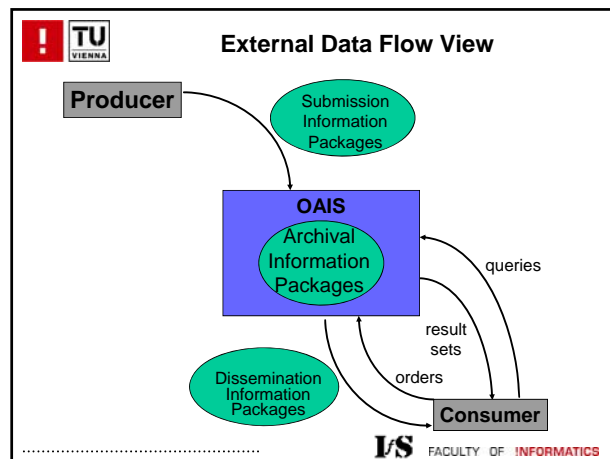 !
TU
VIENNA
External Data Flow View
Producer
Submission
Information
Packages
OAIS
Archival
Information
Packages
queries
result
sets
orders
Dissemination
Information
Packages
Consumer
IfS FACULTY OF !NFORMATICS